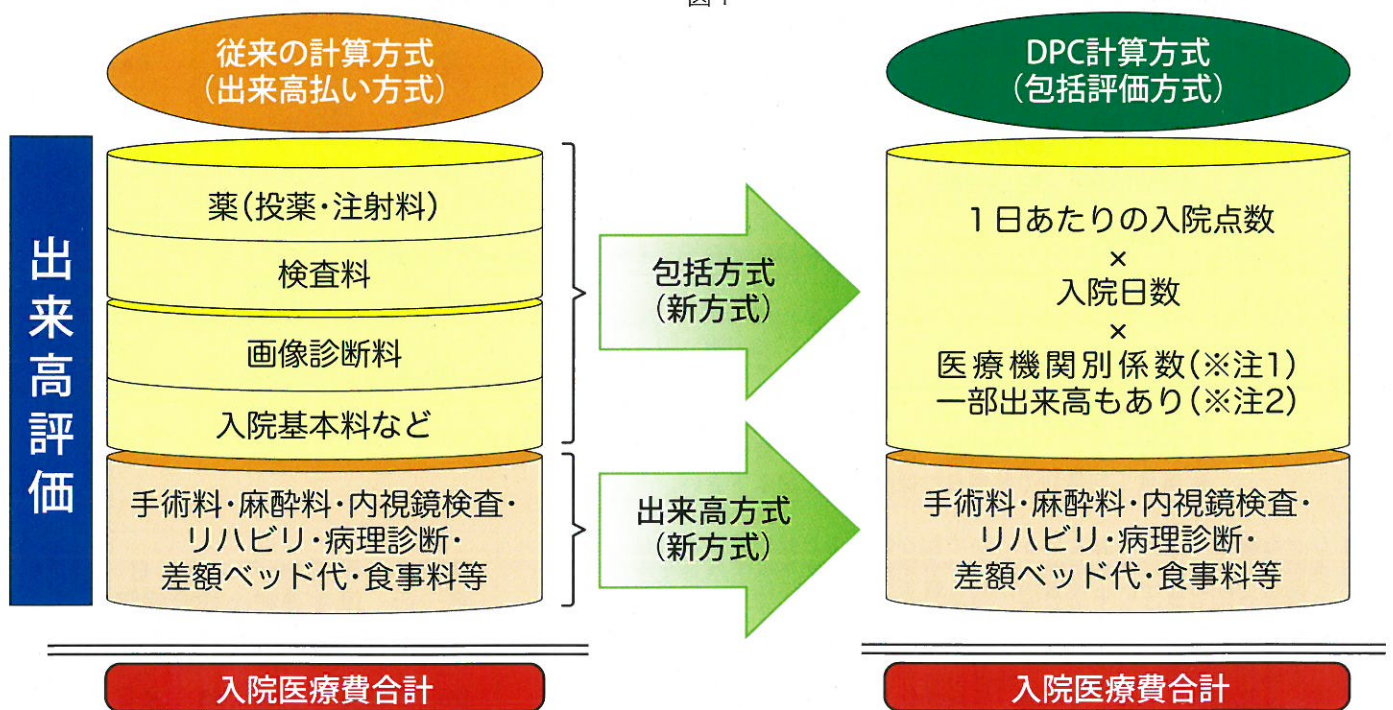 図1
従来の計算方式
(出来高払い方式)
DPC計算方式
(包括評価方式)
出来高評価
薬(投薬・注射料)
検査料
画像診断料
入院基本料など
手術料・麻酔料・内視鏡検査・
リハビリ・病理診断・
差額ベッド代・食事料等
包括方式
(新方式)
出来高方式
(新方式)
1日あたりの入院点数
×
入院日数
×
医療機関別係数(※注1)
一部出来高もあり(※注2)
手術料・麻酔料・内視鏡検査・
リハビリ・病理診断・
差額ベッド代・食事料等
入院医療費合計
入院医療費合計